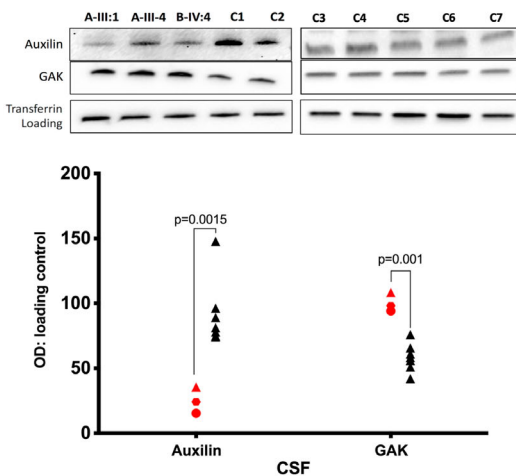 A-III:1 A-III-4 B-IV:4 C1 C2 C3 C4 C5 C6 C7
Auxilin
GAK
Transferrin
Loading
200
p=0.0015
150
p=0.001
100
50
0
OD: loading control
Auxilin GAK
CSF